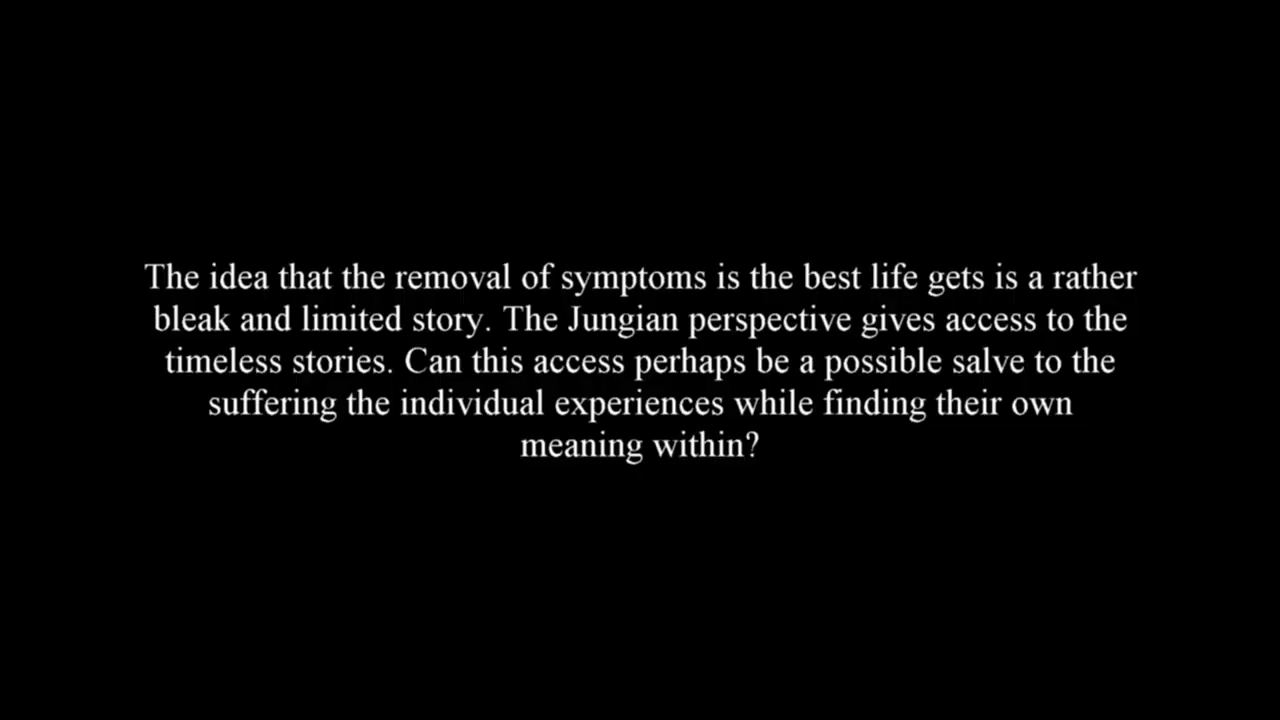 The idea that the removal of symptoms is the best life gets is a rather
bleak and limited story. The Jungian perspective gives access to the
timeless stories. Can this access perhaps be a possible salve to the
suffering the individual experiences while finding their own
meaning within?